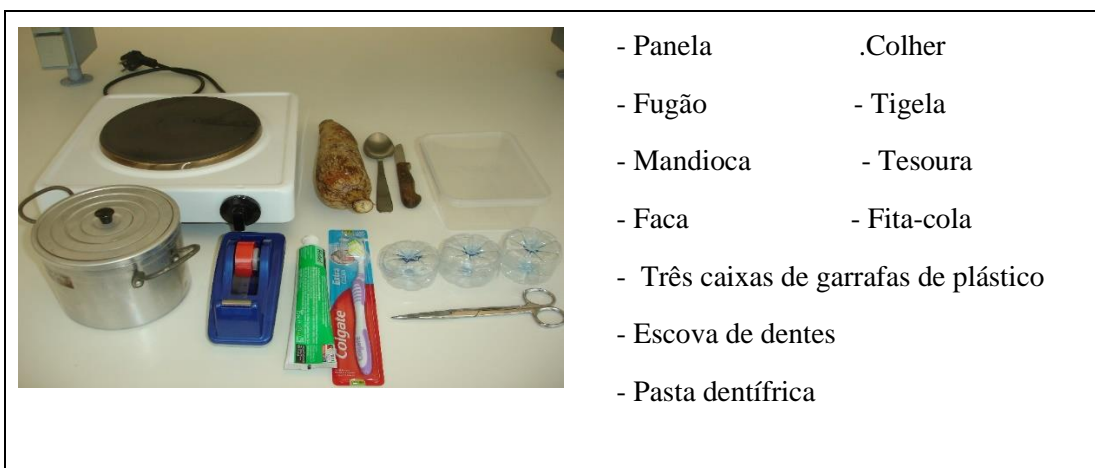 - Panela .Colher
- Fugão - Tigela
- Mandioca - Tesoura
- Faca - Fita-cola
- Três caixas de garrafas de plástico
- Escova de dentes
- Pasta dentífrica
Colgate